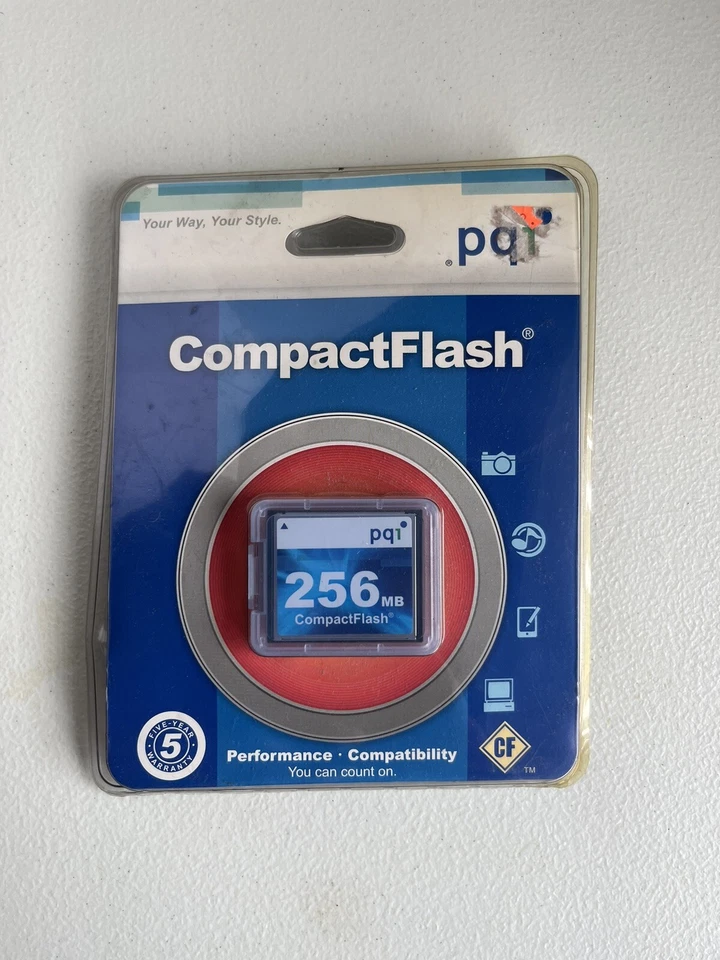 Your Way, Your Style.
pqi
®
CompactFlash®
pqi
256MB
CompactFlash®
FIVE-YEAR
5
WARRANTY
Performance · Compatibility
You can count on.
CF
TM